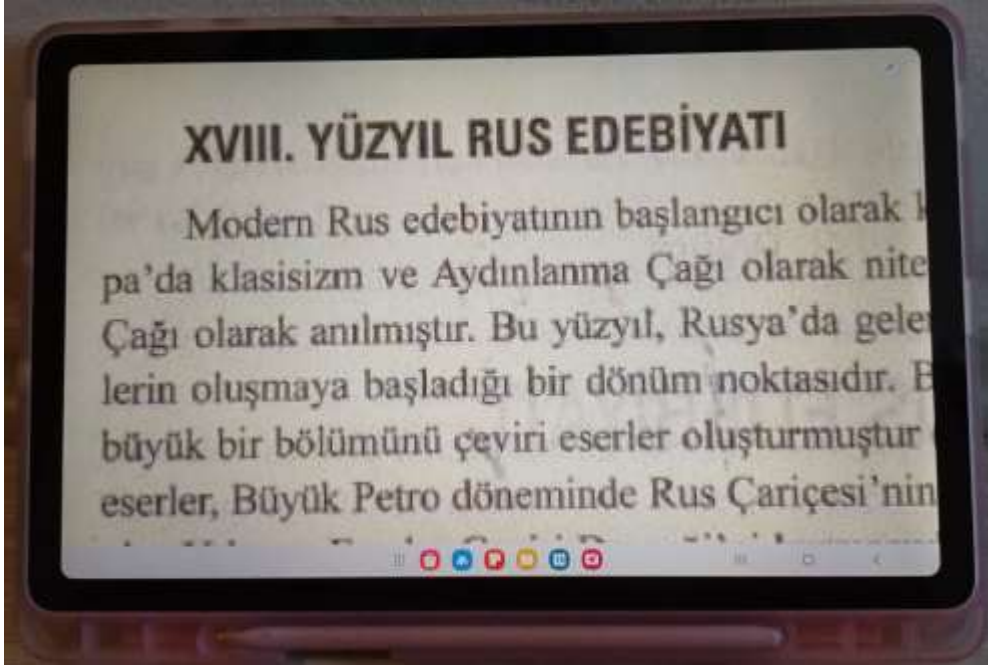 XVIII. YÜZYIL RUS EDEBİYATI
Modern Rus edebiyatının başlangıcı olarak
pa'da klasisizm ve Aydınlanma Çağı olarak nite
Çağı olarak anılmıştır. Bu yüzyıl, Rusya'da gele
lerin oluşmaya başladığı bir dönüm noktasıdır.
büyük bir bölümünü çeviri eserler oluşturmuştur
eserler, Büyük Petro döneminde Rus Çariçesi'nin